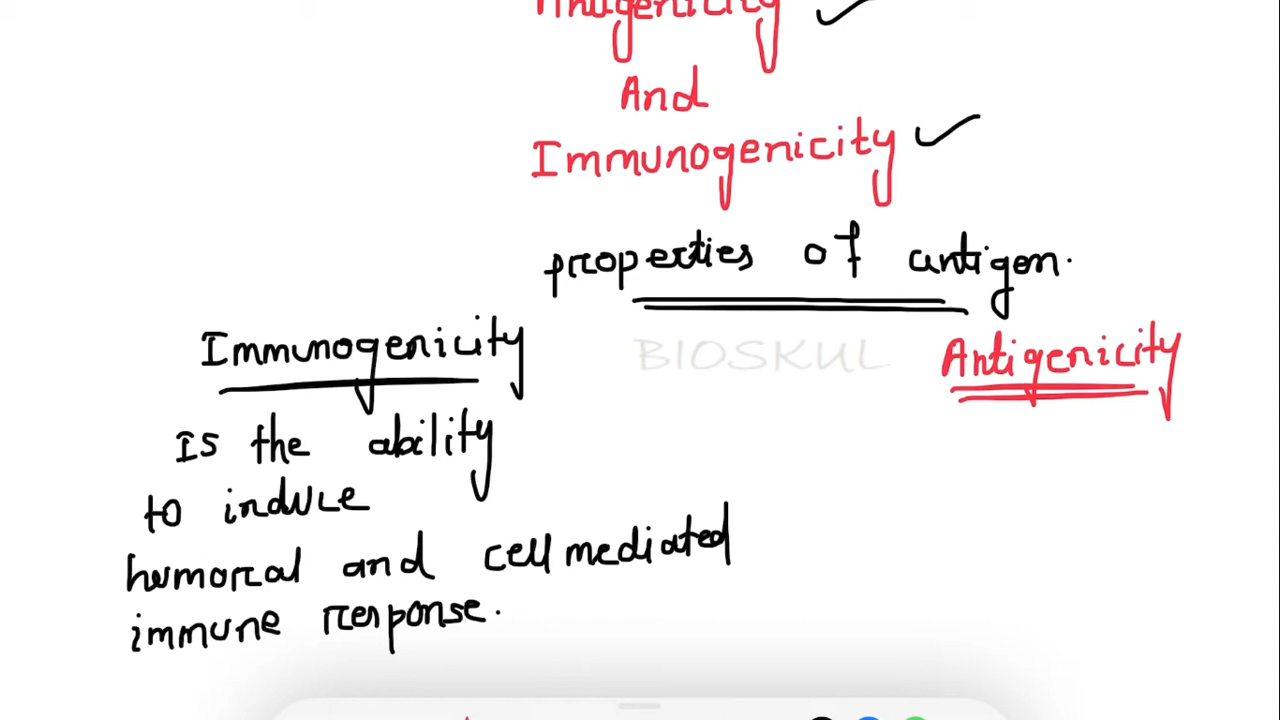 Antigenicity
And
Immunogenicity
properties of antigen.
BIOSKUL
Immunogenicity
Antigenicity
Is the ability
to induce
humoral and cell mediated
immune response.